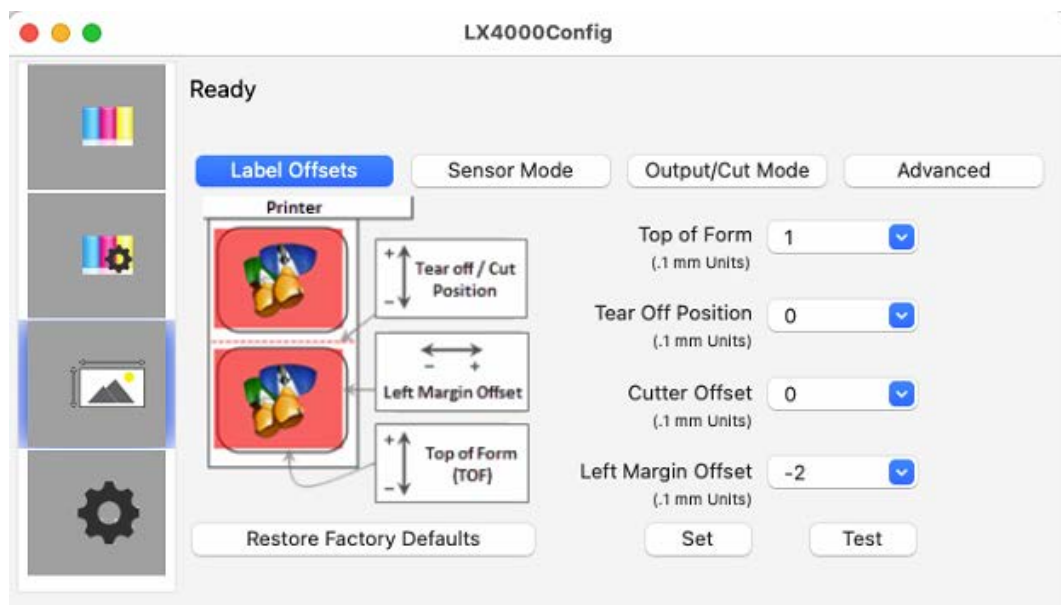 LX4000Config
Ready
Label Offsets
Sensor Mode
Output/Cut Mode
Advanced
Printer
Tear off / Cut
Position
Left Margin Offset
Top of Form
(TOF)
Top of Form
1
(.1 mm Units)
Tear Off Position
0
(.1 mm Units)
Cutter Offset
0
(.1 mm Units)
Left Margin Offset
-2
(.1 mm Units)
Restore Factory Defaults
Set
Test